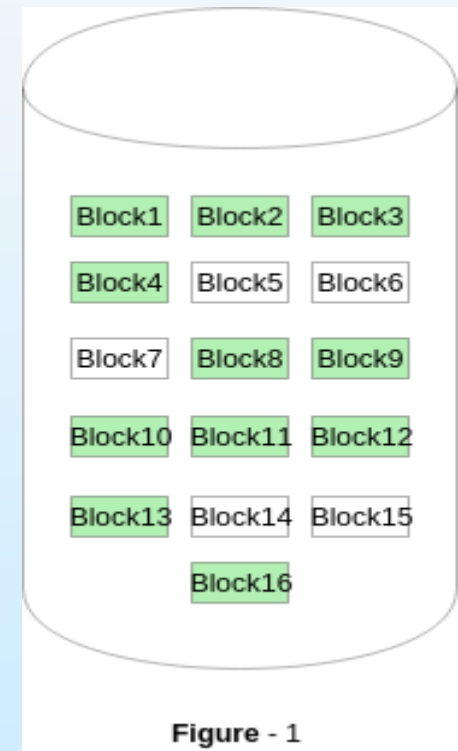 Block1 Block2 Block3
Block4 Block5 Block6
Block7 Block8 Block9
Block10 Block11 Block12
Block13 Block14 Block15
Block16
Figure - 1